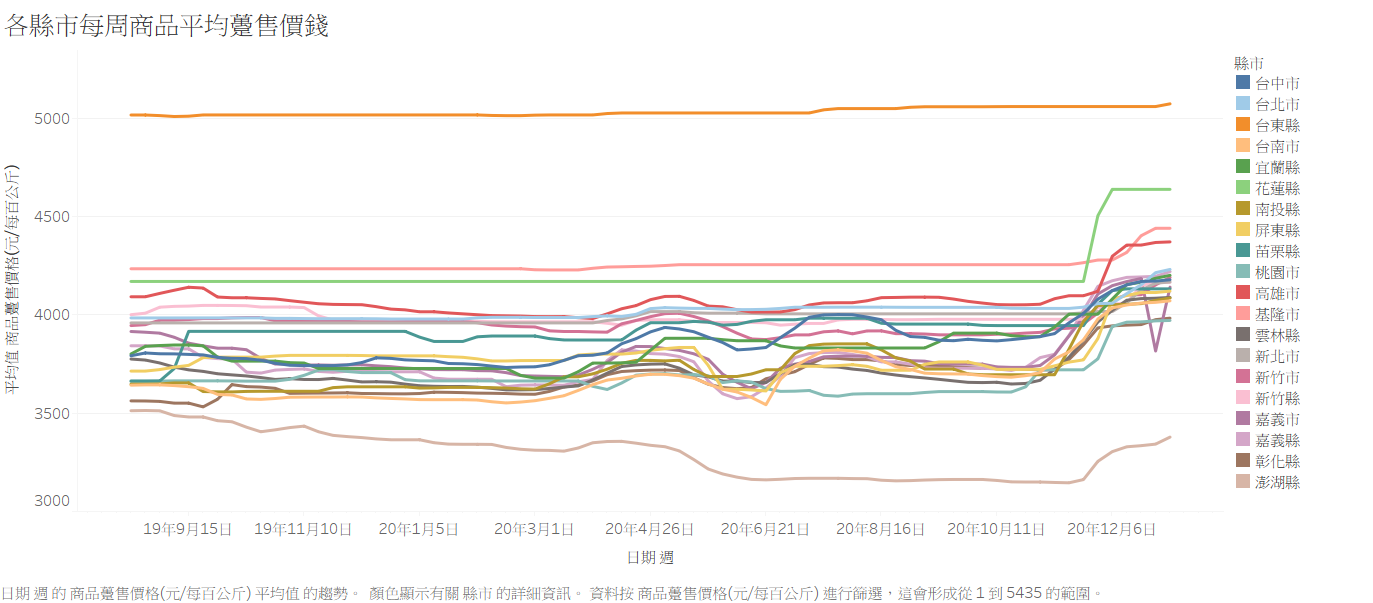 各縣市每周商品平均躉售價錢
縣市
台中市
台北市
台東縣
台南市
宜蘭縣
花蓮縣
南投縣
屏東縣
苗栗縣
桃園市
高雄市
基隆市
雲林縣
新北市
新竹市
新竹縣
嘉義市
嘉義縣
彰化縣
澎湖縣
平均值 商品躉售價格(元/每百公斤)
5000
4500
4000
3500
3000
19年9月15日 19年11月10日 20年1月5日 20年3月1日 20年4月26日 20年6月21日 20年8月16日 20年10月11日 20年12月6日
日期 週
日期 週 的 商品躉售價格(元/每百公斤) 平均值 的趨勢。 顏色顯示有關 縣市 的詳細資訊。 資料按 商品躉售價格(元/每百公斤) 進行篩選，這會形成從 1 到 5435 的範圍。